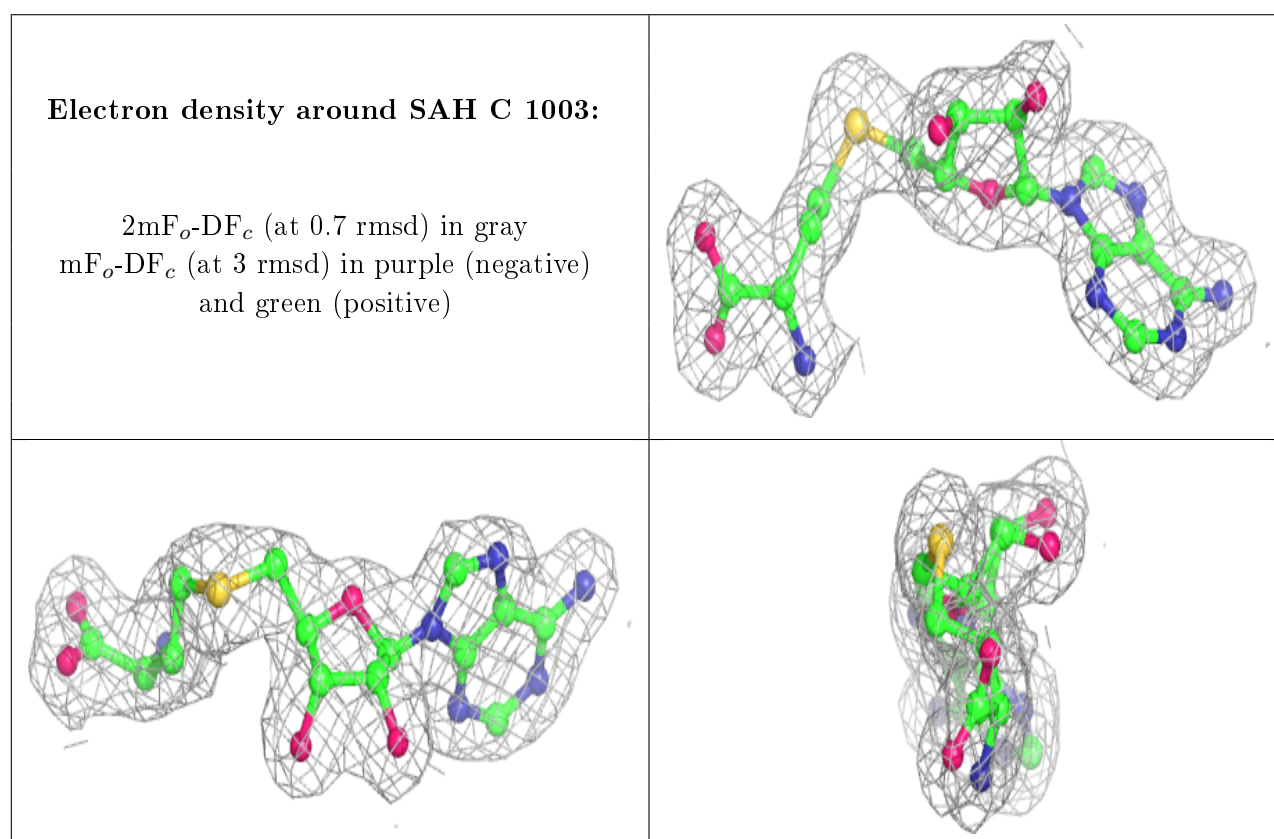 Electron density around SAH C 1003:
2mFo-DFc (at 0.7 rmsd) in gray
mFo-DFc (at 3 rmsd) in purple (negative)
and green (positive)